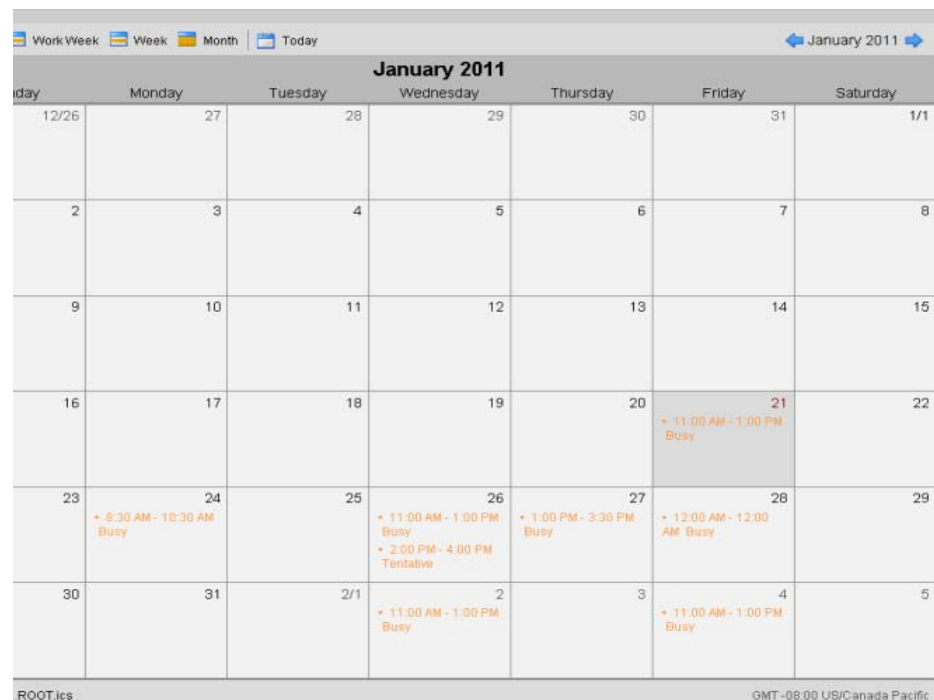 Work Week Week Month Today January 2011
January 2011
day Monday Tuesday Wednesday Thursday Friday Saturday
12/26 27 28 29 30 31 1/1
2 3 4 5 6 7 8
9 10 11 12 13 14 15
16 17 18 19 20 21 22
• 11:00 AM - 1:00 PM
Busy
23 24 25 26 27 28 29
• 8:30 AM - 10:30 AM • 11:00 AM - 1:00 PM • 1:00 PM - 3:30 PM • 12:00 AM - 12:00
Busy Busy Busy AM Busy
• 2:00 PM - 4:00 PM
Tentative
30 31 2/1 2 3 4 5
• 11:00 AM - 1:00 PM • 11:00 AM - 1:00 PM
Busy Busy
ROOT.ics GMT -08:00 US/Canada Pacific